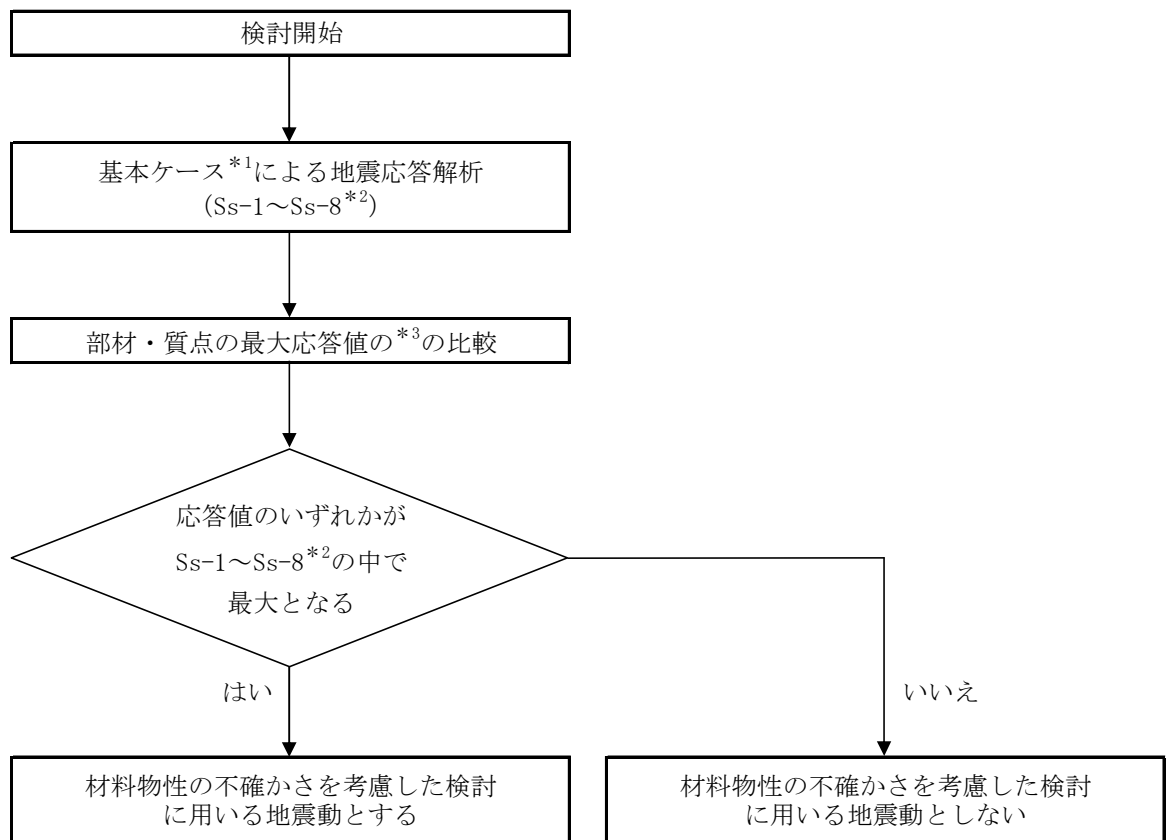 検討開始
基本ケース*1による地震応答解析
(Ss-1～Ss-8*2)
部材・質点の最大応答値の*3の比較
応答値のいずれかが
Ss-1～Ss-8*2の中で
最大となる
はい
いいえ
材料物性の不確かさを考慮した検討
に用いる地震動とする
材料物性の不確かさを考慮した検討
に用いる地震動としない